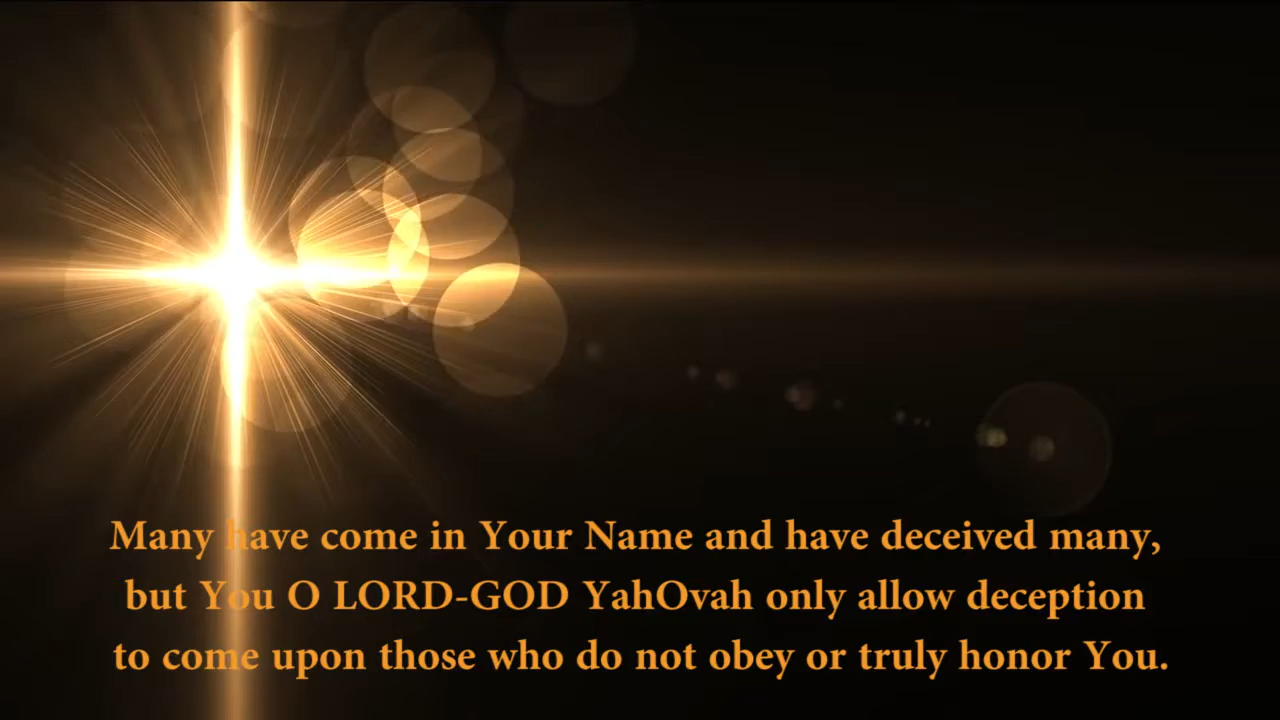 Many have come in Your Name and have deceived many,
but You O LORD-GOD YahOvah only allow deception
to come upon those who do not obey or truly honor You.